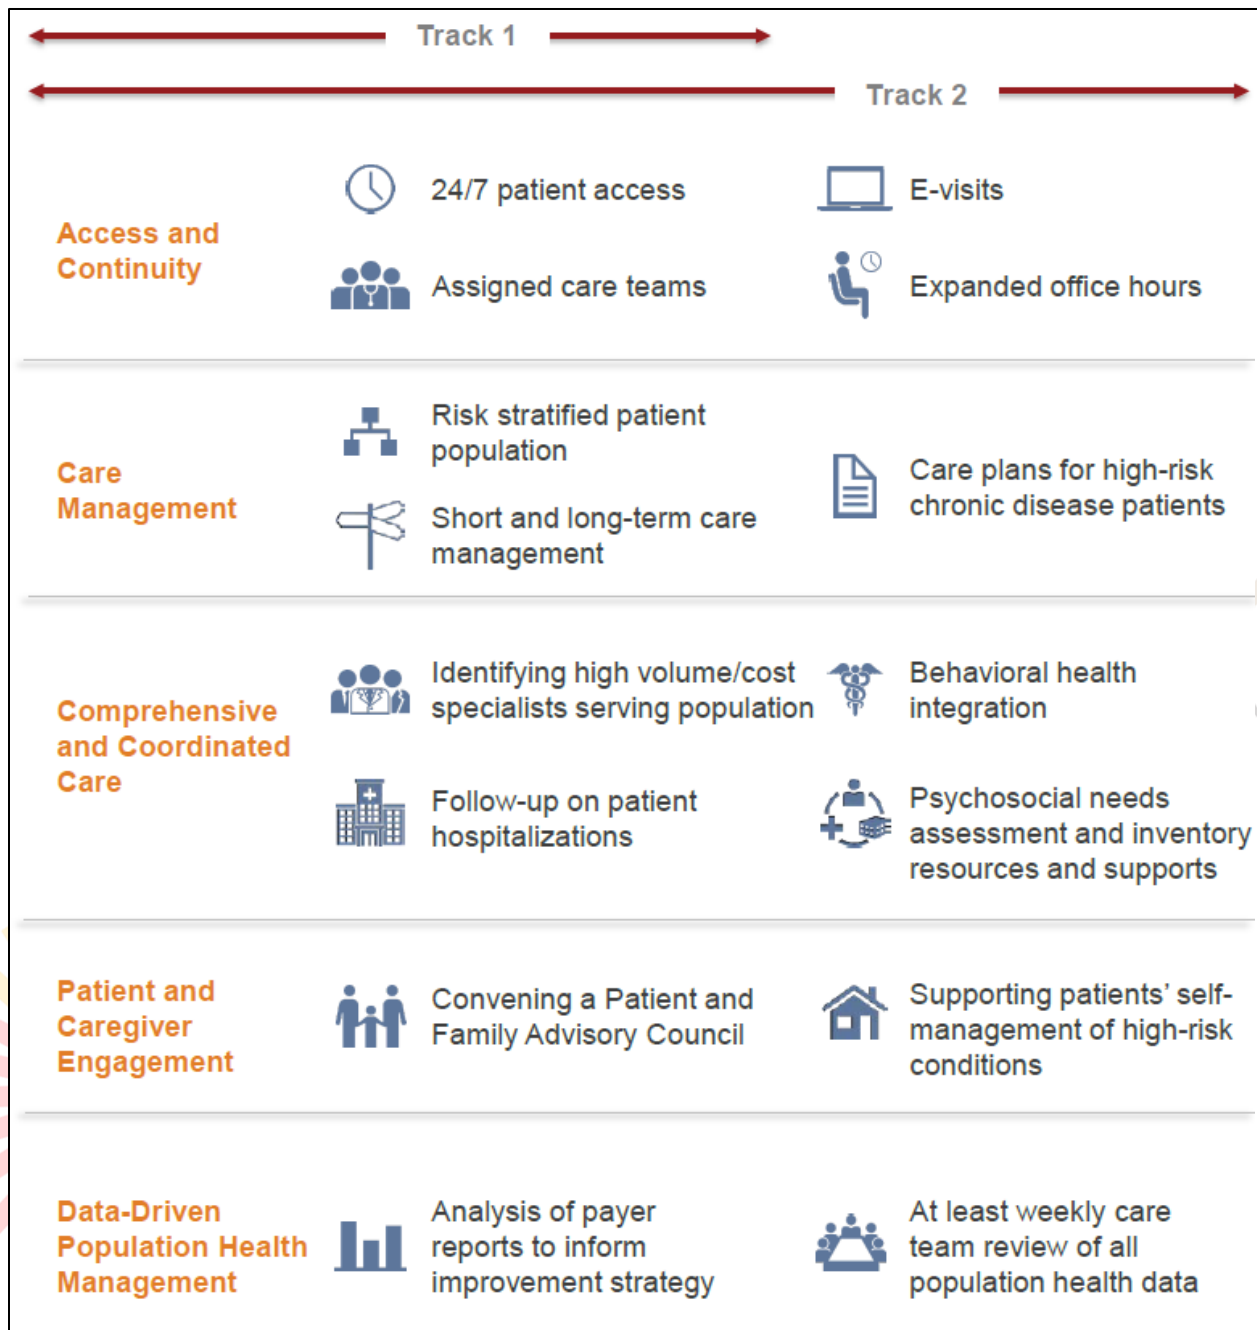 Track 1
Track 2
Access and
Continuity
24/7 patient access
E-visits
Assigned care teams
Expanded office hours
Care
Management
Risk stratified patient
population
Short and long-term care
management
Care plans for high-risk
chronic disease patients
Comprehensive
and Coordinated
Care
Identifying high volume/cost
specialists serving population
Behavioral health
integration
Follow-up on patient
hospitalizations
Psychosocial needs
assessment and inventory
resources and supports
Patient and
Caregiver
Engagement
Convening a Patient and
Family Advisory Council
Supporting patients’ self-
management of high-risk
conditions
Data-Driven
Population Health
Management
Analysis of payer
reports to inform
improvement strategy
At least weekly care
team review of all
population health data